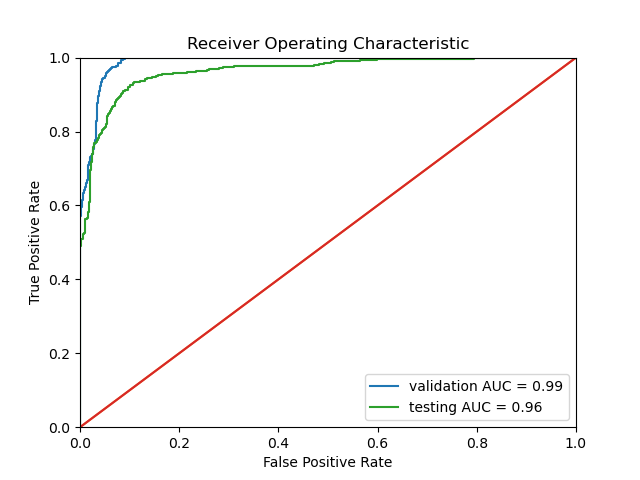 Receiver Operating Characteristic
1.0
0.8
0.6
0.4
0.2
0.0
True Positive Rate
validation AUC = 0.99
testing AUC = 0.96
0.0 0.2 0.4 0.6 0.8 1.0
False Positive Rate